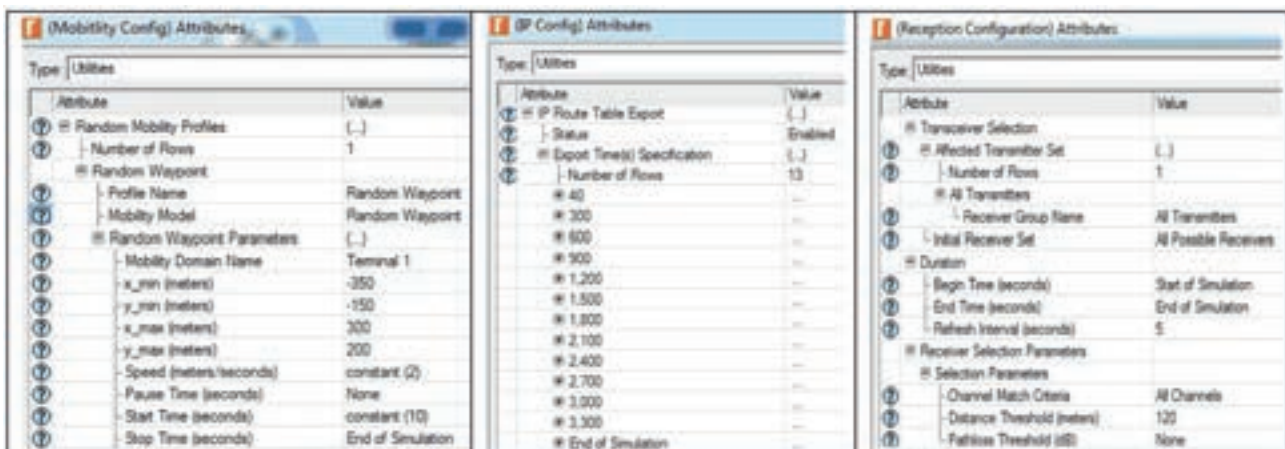 (Mobitlity Config) Attributes
Type: Utilities
Attribute Value
Random Mobility Profiles (...)
Number of Rows 1
Random Waypoint
Profile Name Random Waypoint
Mobility Model Random Waypoint
Random Waypoint Parameters (...)
Mobility Domain Name Terminal 1
x_min (meters) -350
y_min (meters) -150
x_max (meters) 300
y_max (meters) 200
Speed (meters/seconds) constant (2)
Pause Time (seconds) None
Start Time (seconds) constant (10)
Stop Time (seconds) End of Simulation
(IP Config) Attributes
Type: Utilities
Attribute Value
IP Route Table Export (...)
Status Enabled
Export Time(s) Specification (...)
Number of Rows 13
40 ...
300 ...
600 ...
900 ...
1,200 ...
1,500 ...
1,800 ...
2,100 ...
2,400 ...
2,700 ...
3,000 ...
3,300 ...
End of Simulation ...
(Reception Configuration) Attributes
Type: Utilities
Attribute Value
Transceiver Selection
Affected Transmitter Set (...)
Number of Rows 1
All Transmitters
Receiver Group Name All Transmitters
Initial Receiver Set All Possible Receivers
Duration
Begin Time (seconds) Start of Simulation
End Time (seconds) End of Simulation
Refresh Interval (seconds) 5
Receiver Selection Parameters
Selection Parameters
Channel Match Criteria All Channels
Distance Threshold (meters) 120
Pathloss Threshold (dB) None